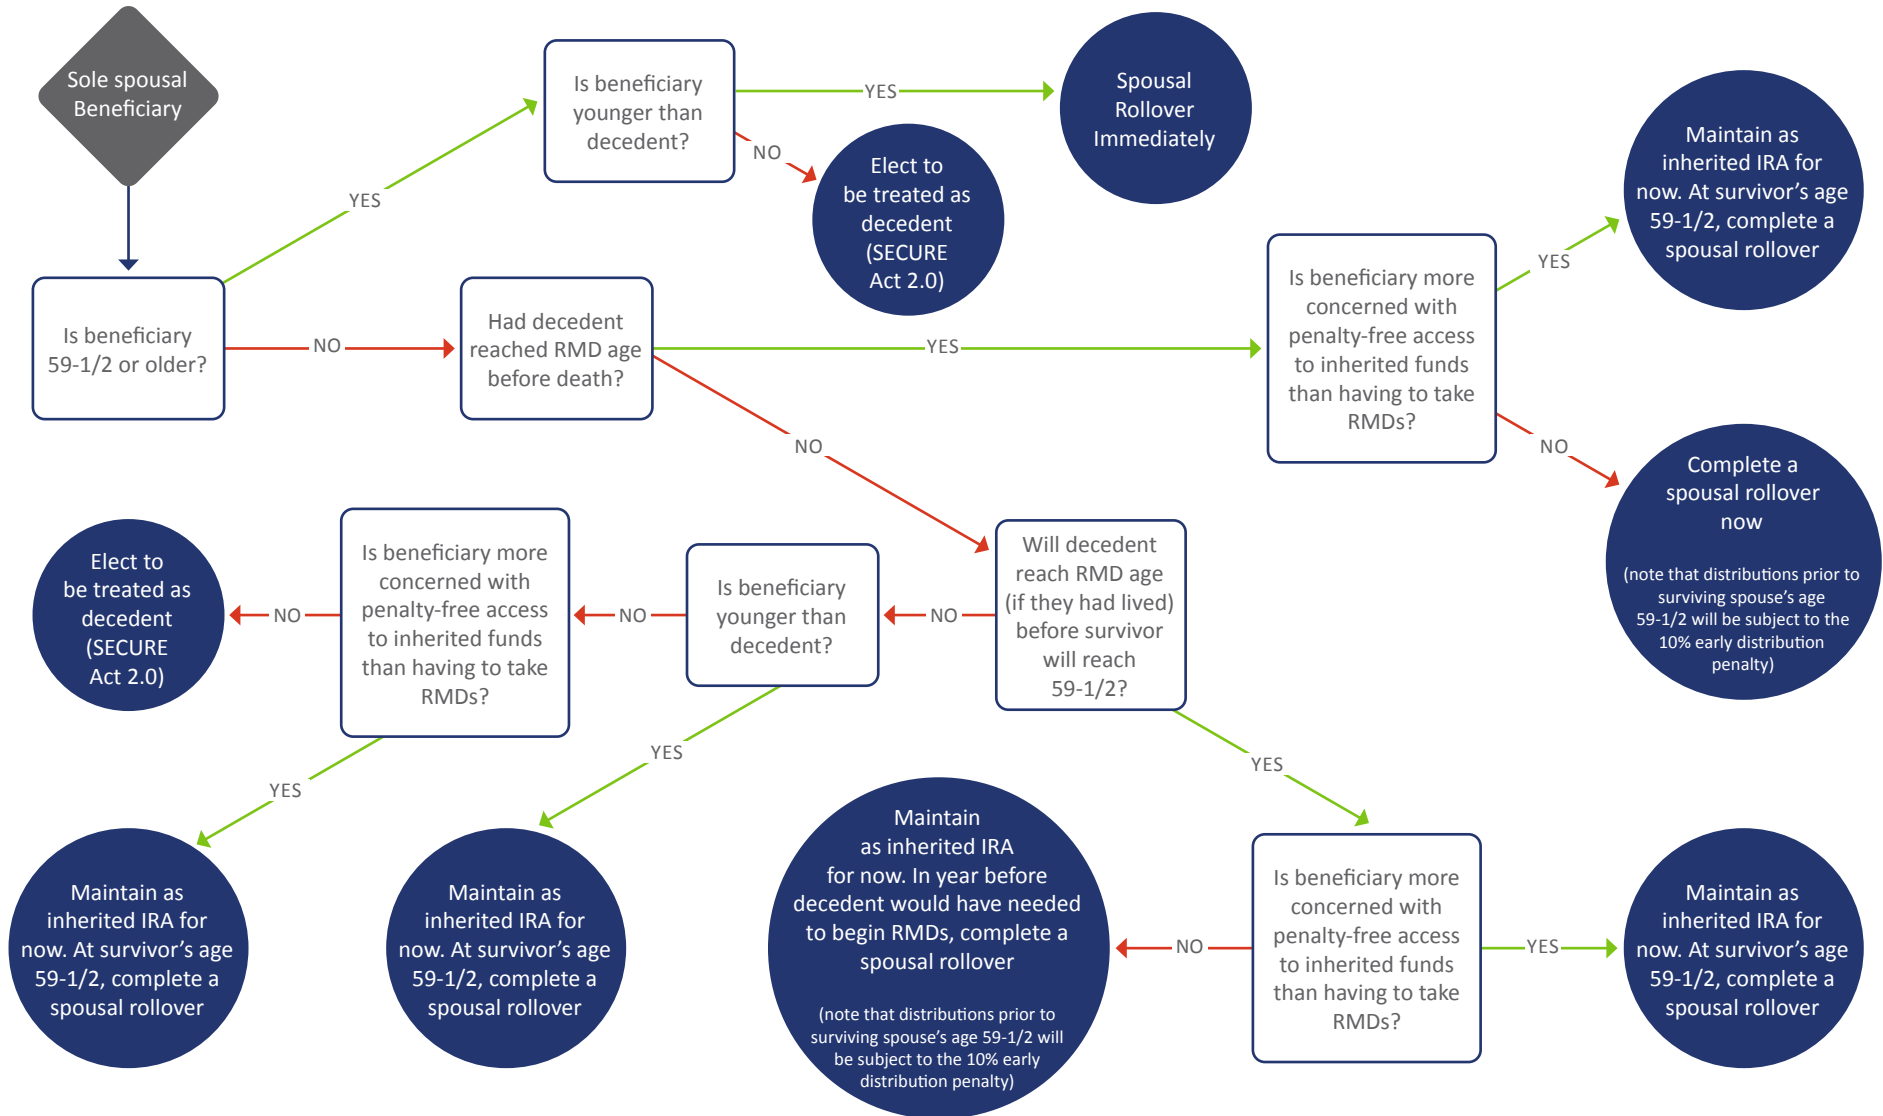 Sole spousal
Beneficiary
Is beneficiary
59-1/2 or older?
YES
Is beneficiary
younger than
decedent?
YES
Spousal
Rollover
Immediately
NO
Elect to
be treated as
decedent
(SECURE
Act 2.0)
NO
Had decedent
reached RMD age
before death?
YES
Is beneficiary more
concerned with
penalty-free access
to inherited funds
than having to take
RMDs?
YES
Maintain as
inherited IRA for
now. At survivor's age
59-1/2, complete a
spousal rollover
NO
Complete a
spousal rollover
now
(note that distributions prior to
surviving spouse's age
59-1/2 will be subject to the
10% early distribution
penalty)
NO
Will decedent
reach RMD age
(if they had lived)
before survivor
will reach
59-1/2?
NO
Is beneficiary
younger than
decedent?
NO
Is beneficiary more
concerned with
penalty-free access
to inherited funds
than having to take
RMDs?
NO
Elect to
be treated as
decedent
(SECURE
Act 2.0)
YES
Maintain as
inherited IRA for
now. At survivor's age
59-1/2, complete a
spousal rollover
YES
Maintain as
inherited IRA for
now. At survivor's age
59-1/2, complete a
spousal rollover
YES
Is beneficiary more
concerned with
penalty-free access
to inherited funds
than having to take
RMDs?
NO
Maintain
as inherited IRA
for now. In year before
decedent would have needed
to begin RMDs, complete a
spousal rollover
(note that distributions prior to
surviving spouse's age 59-1/2 will
be subject to the 10% early
distribution penalty)
YES
Maintain as
inherited IRA for
now. At survivor's age
59-1/2, complete a
spousal rollover